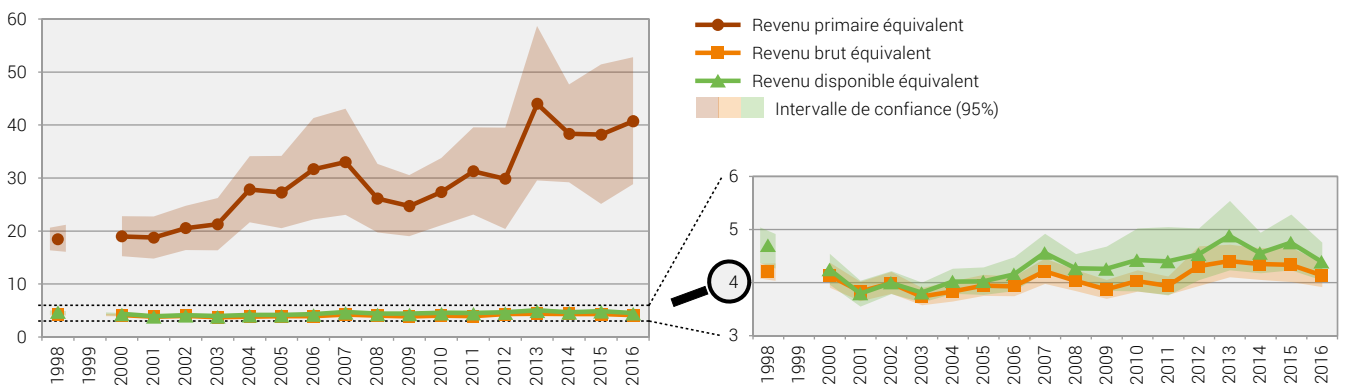 60
50
40
30
20
10
0
1998 1999 2000 2001 2002 2003 2004 2005 2006 2007 2008 2009 2010 2011 2012 2013 2014 2015 2016
Revenu primaire équivalent
Revenu brut équivalent
Revenu disponible équivalent
Intervalle de confiance (95%)
6
5
4
3
1998 1999 2000 2001 2002 2003 2004 2005 2006 2007 2008 2009 2010 2011 2012 2013 2014 2015 2016